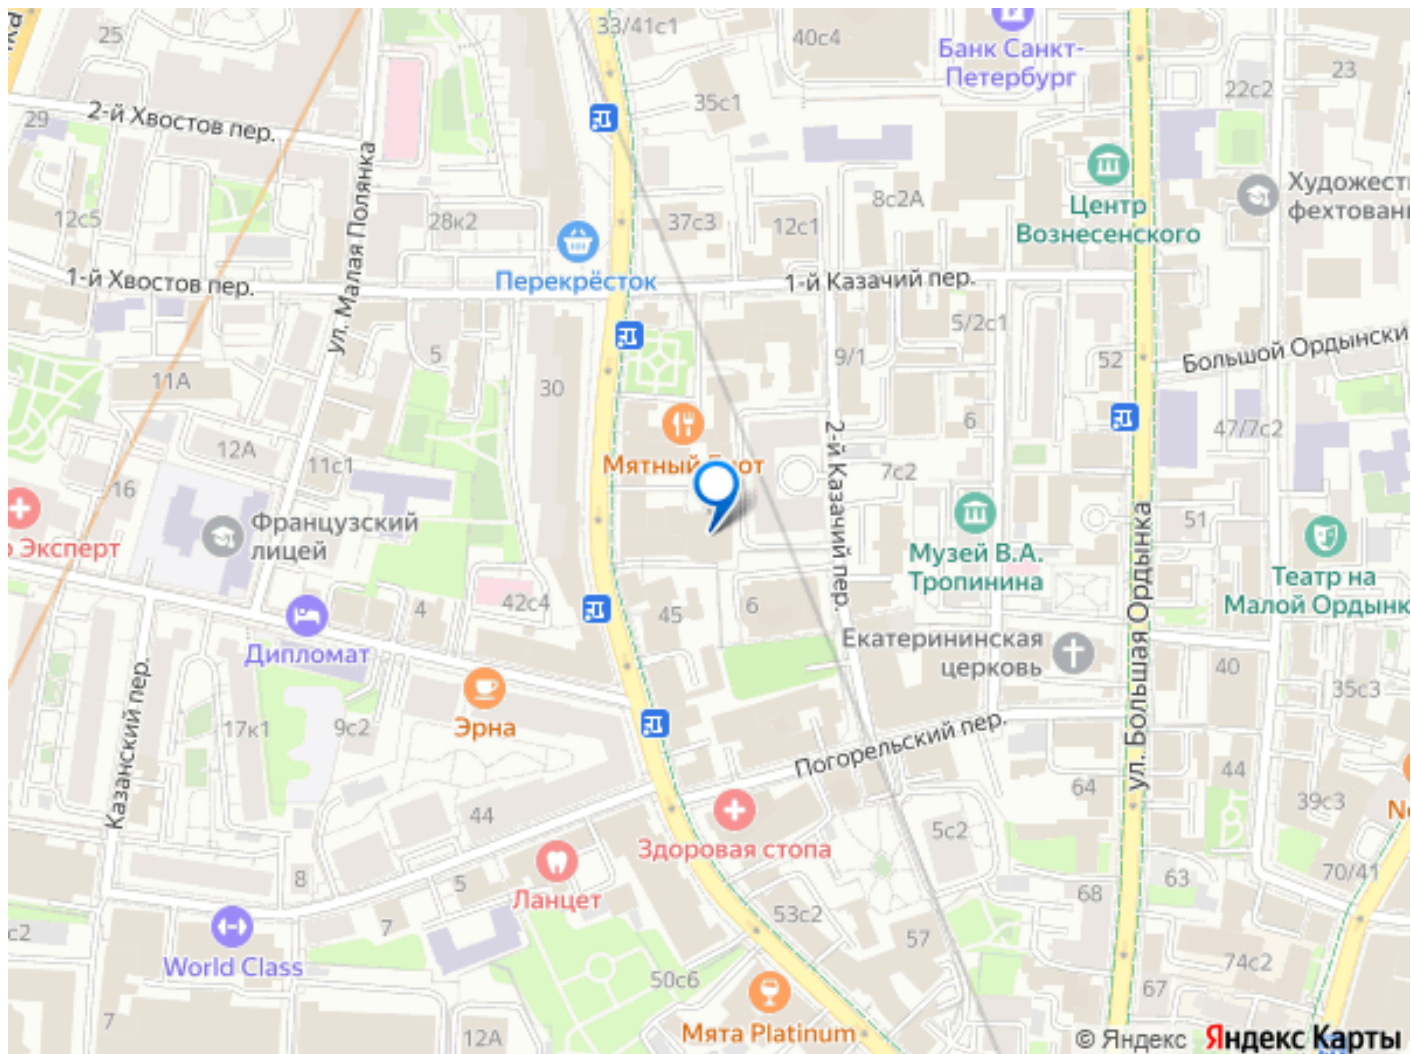 25
33/41с1
40с4
Банк Санкт-
Петербург
23
22с2
2-й Хвостов пер.
29
35с1
ул. Малая Полянка
Художест
фехтован
8с2А
Центр
Вознесенского
12с5
28к2
37с3
12с1
1-й Хвостов пер.
Перекрёсток
1-й Казачий пер.
5/2с1
Большой Ордынски
5
9/1
52
11А
30
12А
6
47/7с2
11с1
Мятный
7с2
2-й Казачий пер.
16
Французский
лицей
о Эксперт
51
Музей В.А.
Тропинина
ул. Большая Ордынка
Театр на
Малой Ордынк
42с4
4
45
6
Дипломат
Екатерининская
церковь
40
35с3
Казанский пер.
17к1
9с2
Эрна
Погорельский пер.
44
64
44
39с3
No
Здоровая стопа
5с2
70/41
8
5
Ланцет
68
63
с2
7
53с2
57
World Class
50с6
74с2
67
7
12А
Мята Platinum
© Яндекс Яндекс Карты